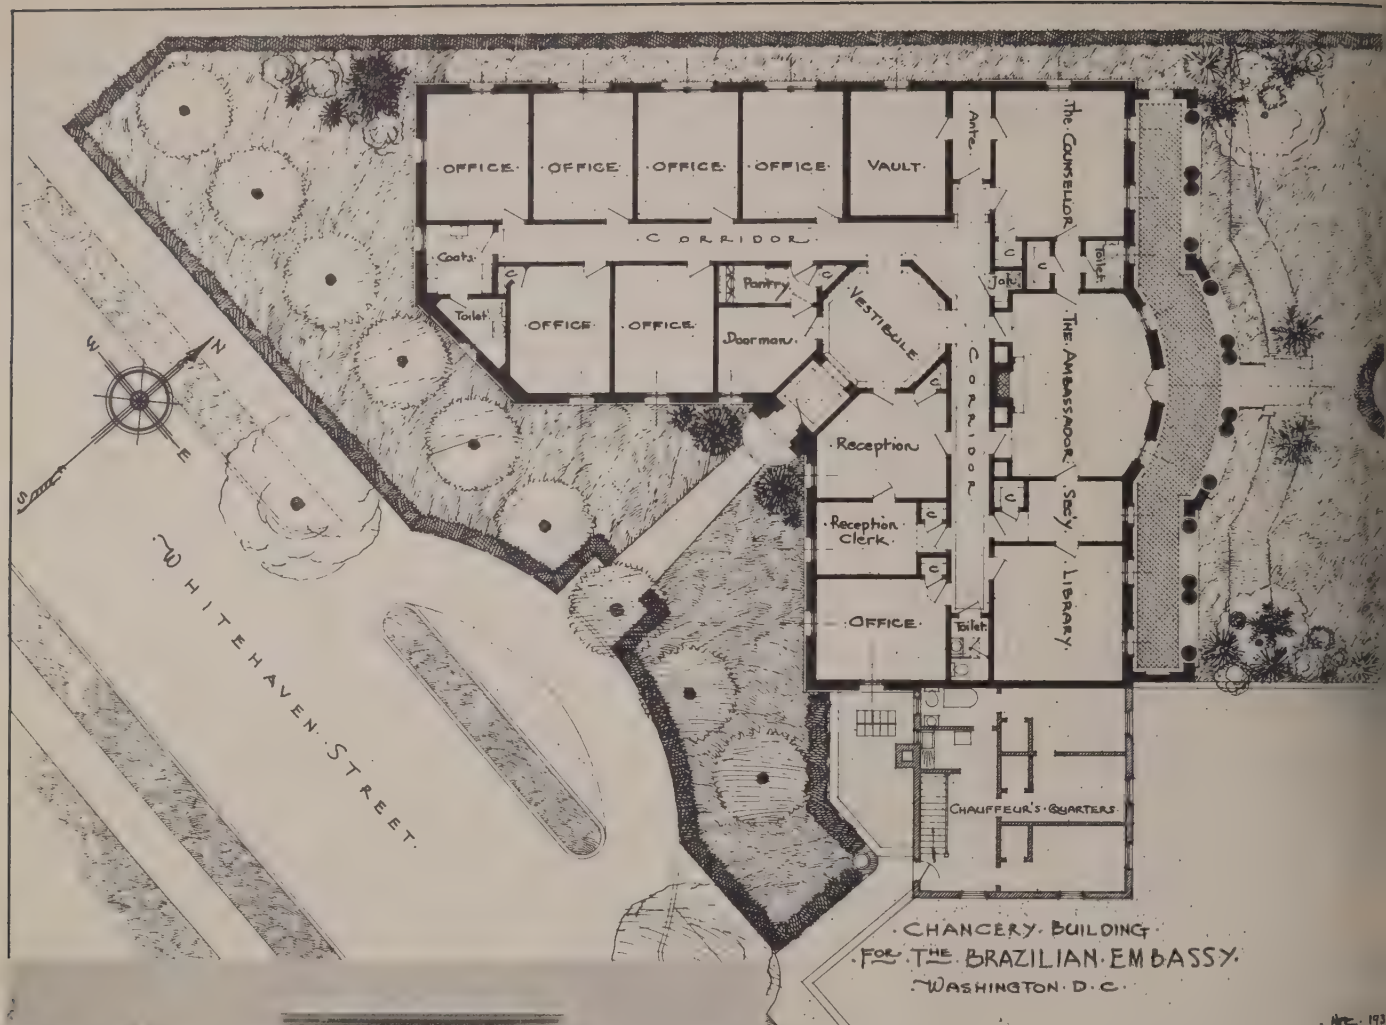 OFFICE
OFFICE
OFFICE
OFFICE
VAULT
Ante
THE COUNSELLOR
CORRIDOR
Coats
Toilet
C
OFFICE
OFFICE
Pantry
C
Doorman
VESTIBULE
C
C
Toilet
Jan
CORRIDOR
THE AMBASSADOR
C
Reception
Reception
Clerk
C
C
C
SEC'Y
OFFICE
Toilet
LIBRARY
CHAUFFEUR'S QUARTERS
N
E
S
W
WHITEHAVEN STREET
CHANCERY BUILDING
FOR THE BRAZILIAN EMBASSY
WASHINGTON D.C.